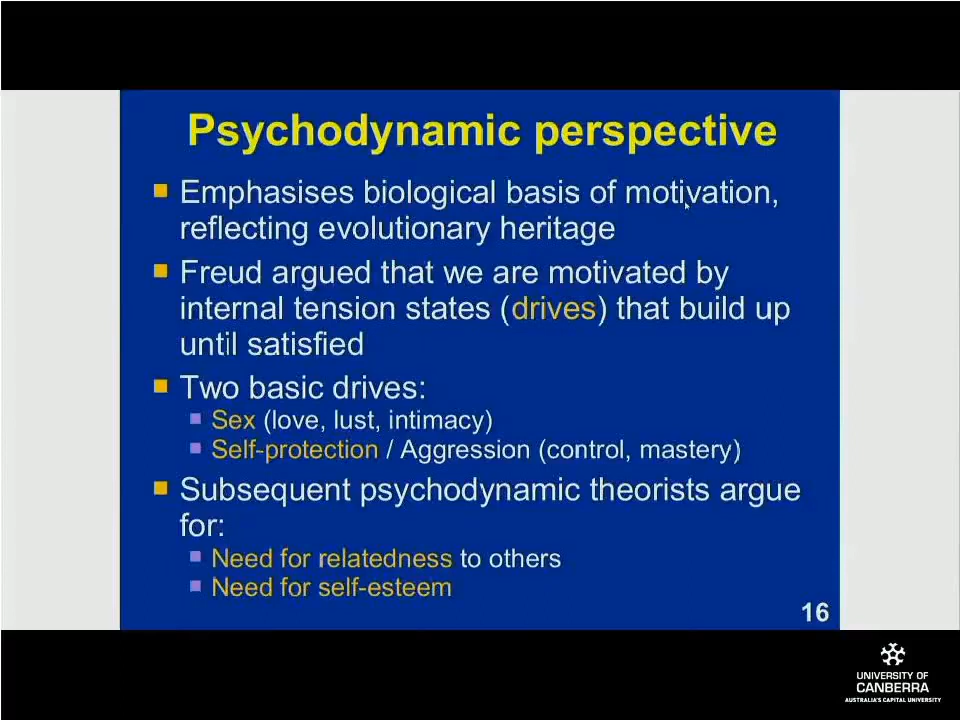 Psychodynamic perspective
Emphasises biological basis of motivation,
reflecting evolutionary heritage
Freud argued that we are motivated by
internal tension states (drives) that build up
until satisfied
Two basic drives:
Sex (love, lust, intimacy)
Self-protection / Aggression (control, mastery)
Subsequent psychodynamic theorists argue
for:
Need for relatedness to others
Need for self-esteem
16
UNIVERSITY OF
CANBERRA
AUSTRALIA'S CAPITAL UNIVERSITY